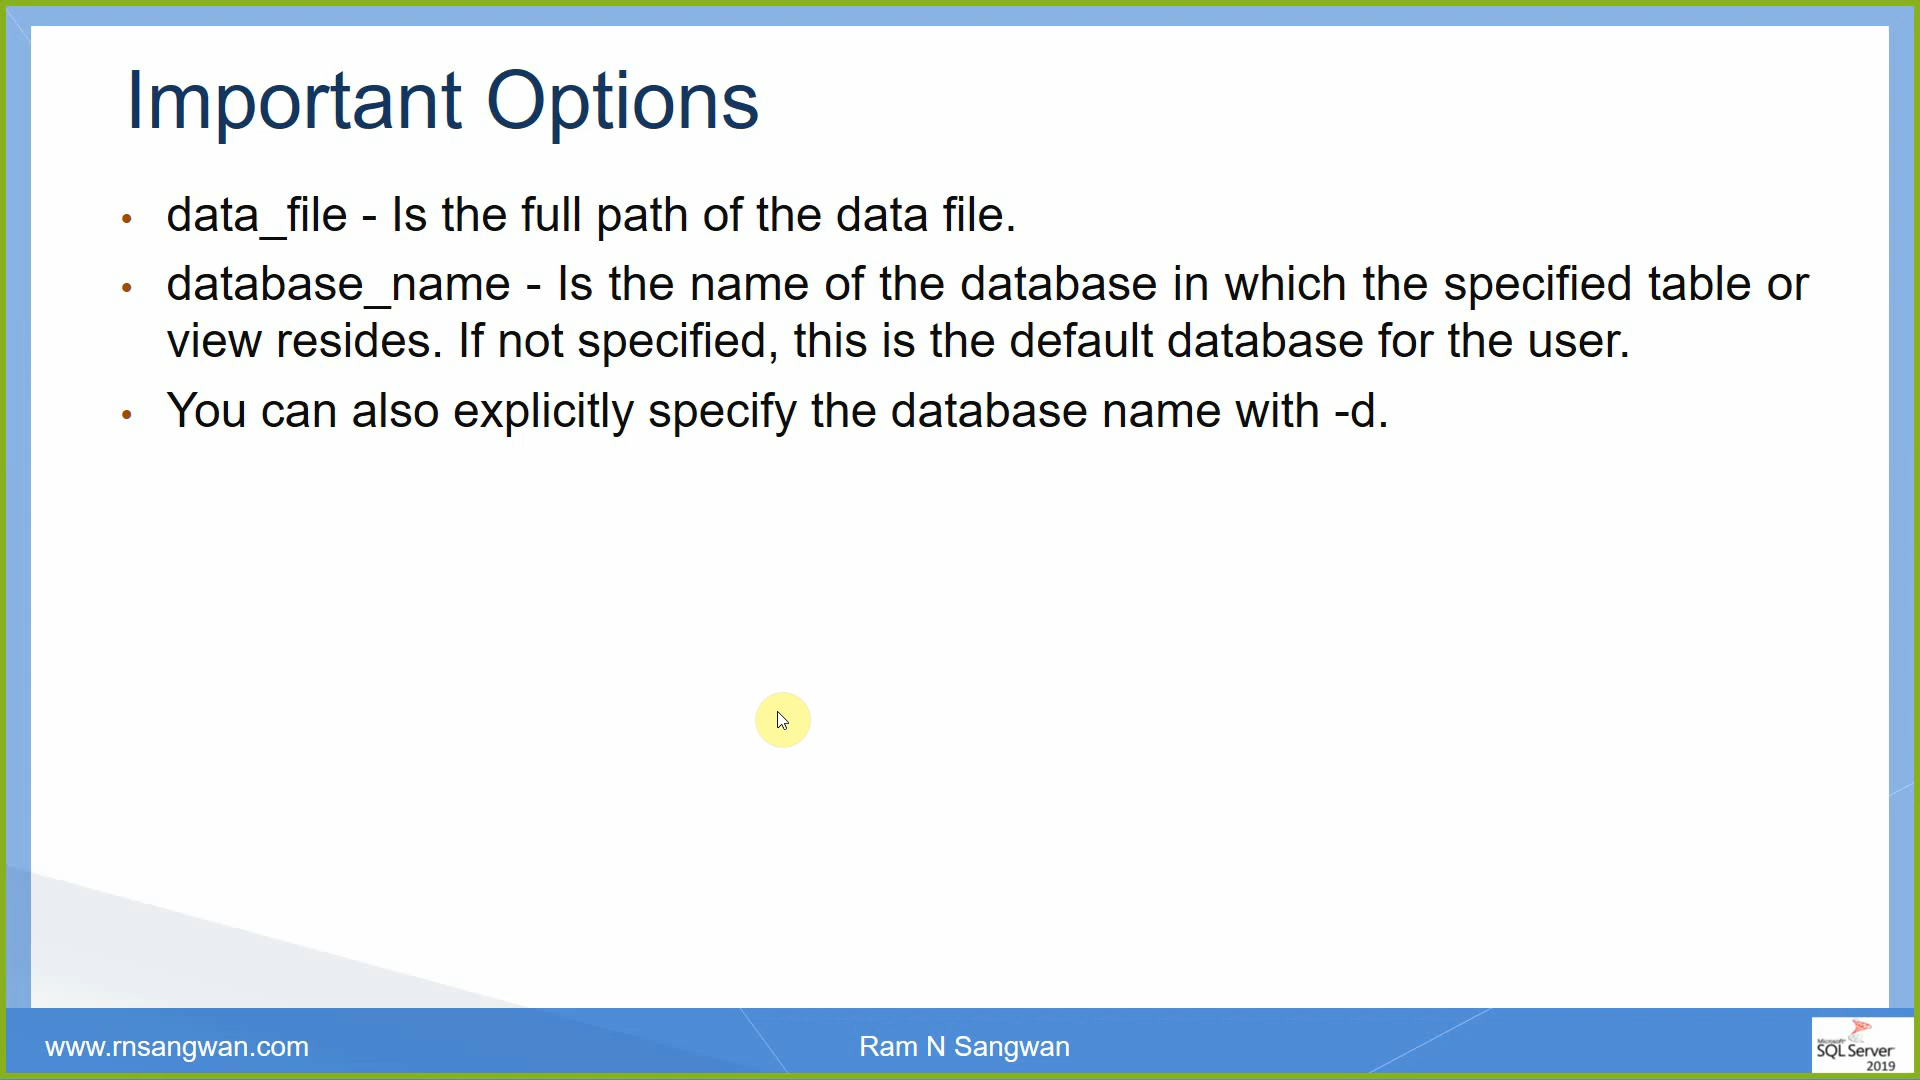 Important Options
• data_file - Is the full path of the data file.
• database_name - Is the name of the database in which the specified table or
view resides. If not specified, this is the default database for the user.
• You can also explicitly specify the database name with -d.
www.rnsangwan.com
Ram N Sangwan
Microsoft
SQL Server
2019